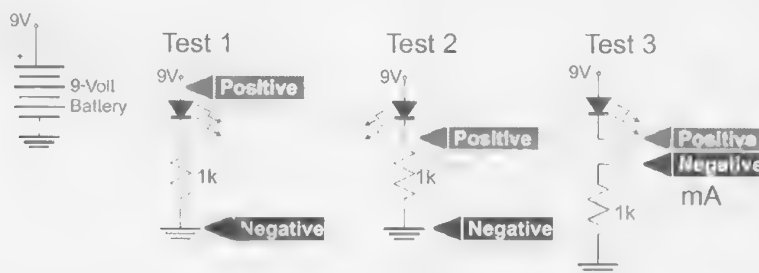 9V
9-Volt
Battery
Test 1
9V
Positive
1k
Negative
Test 2
9V
Positive
1k
Negative
Test 3
9V
Positive
Negative
mA
1k